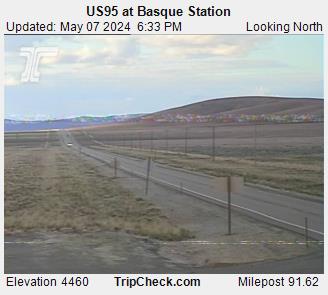 US95 at Basque Station
Updated: May 07 2024 6:33 PM Looking North
Elevation 4460 TripCheck.com Milepost 91.62